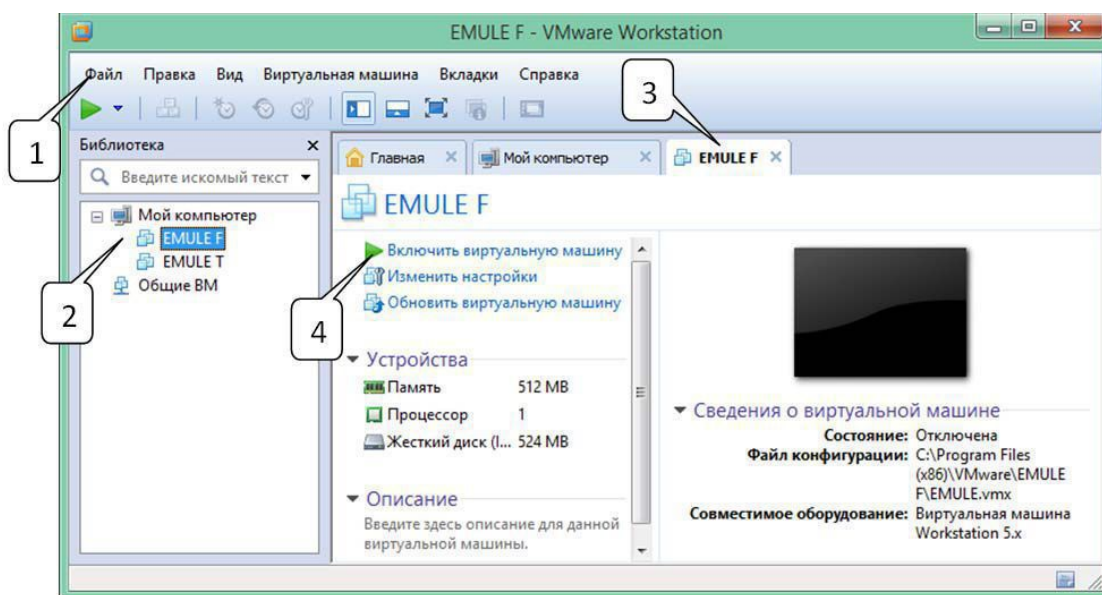 EMULE F - VMware Workstation
Файл Правка Вид Виртуальная машина Вкладки Справка
1
3
Библиотека
Введите искомый текст
Мой компьютер
EMULE F
EMULE T
Общие ВМ
2
Главная Мой компьютер EMULE F
EMULE F
Включить виртуальную машину
Изменить настройки
Обновить виртуальную машину
4
Устройства
Память 512 MB
Процессор 1
Жесткий диск (I... 524 MB
Описание
Введите здесь описание для данной
виртуальной машины.
Сведения о виртуальной машине
Состояние: Отключена
Файл конфигурации: C:\Program Files
(x86)\VMware\EMULE
F\EMULE.vmx
Совместимое оборудование: Виртуальная машина
Workstation 5.x